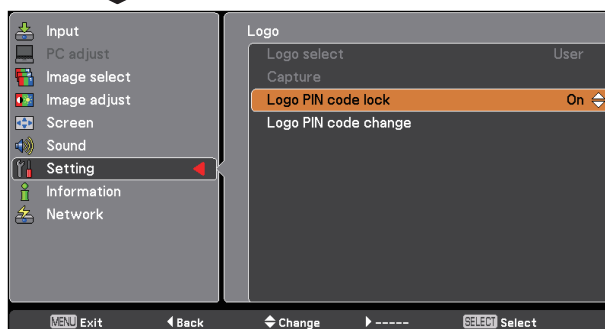 Input
PC adjust
Image select
Image adjust
Screen
Sound
Setting
Information
Network
Logo
Logo select User
Capture
Logo PIN code lock On
Logo PIN code change
MENU Exit Back Change ----- SELECT Select